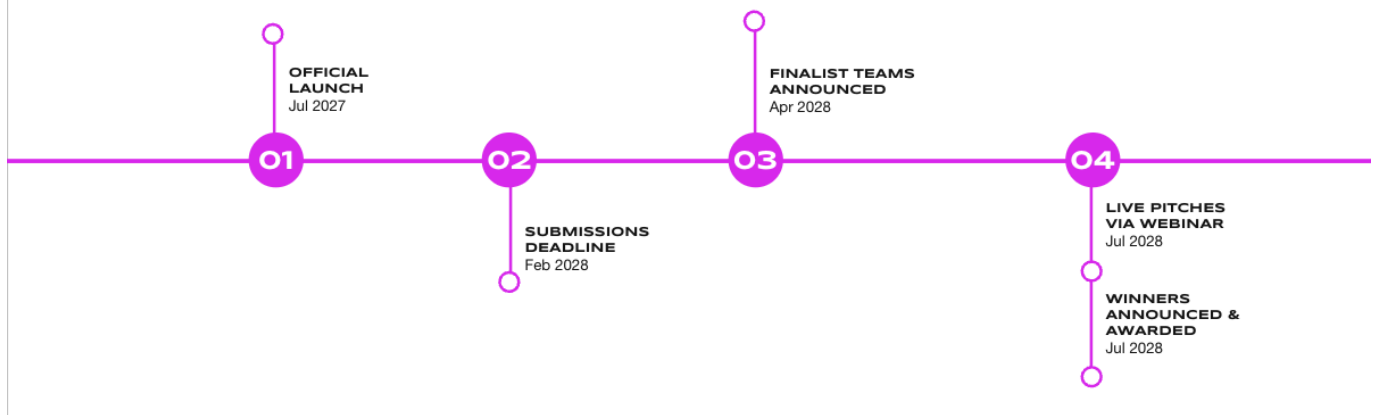 01
OFFICIAL
LAUNCH
Jul 2027
02
SUBMISSIONS
DEADLINE
Feb 2028
03
FINALIST TEAMS
ANNOUNCED
Apr 2028
04
LIVE PITCHES
VIA WEBINAR
Jul 2028
WINNERS
ANNOUNCED &
AWARDED
Jul 2028